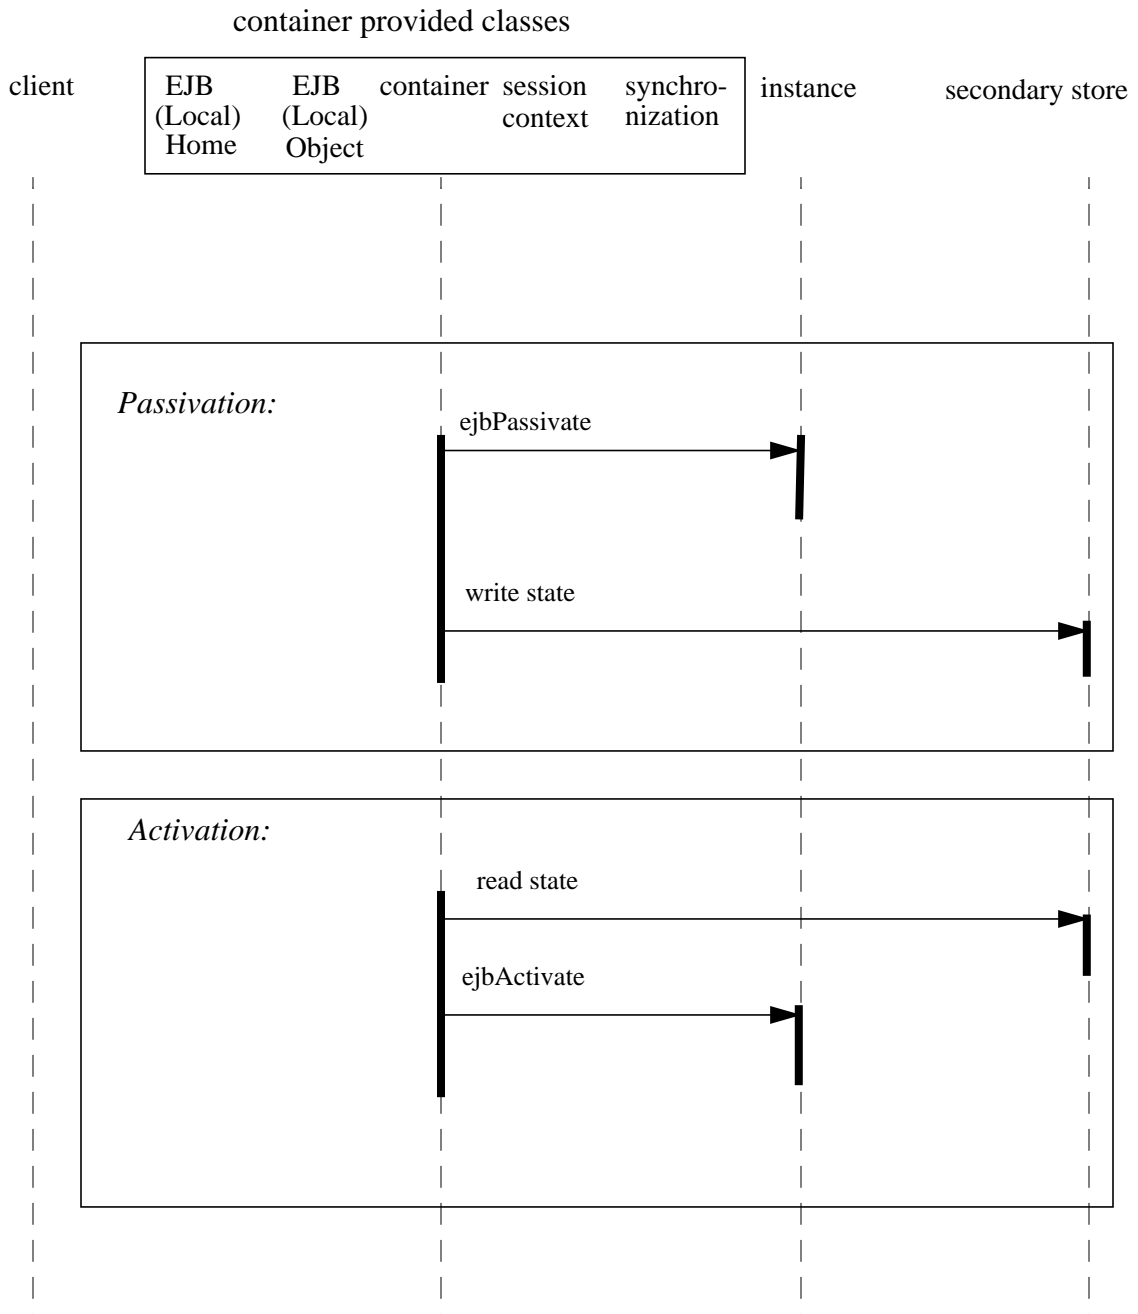 container provided classes
client
EJB
(Local)
Home
EJB
(Local)
Object
container
session
context
synchro-
nization
instance
secondary store
Passivation:
ejbPassivate
write state
Activation:
read state
ejbActivate